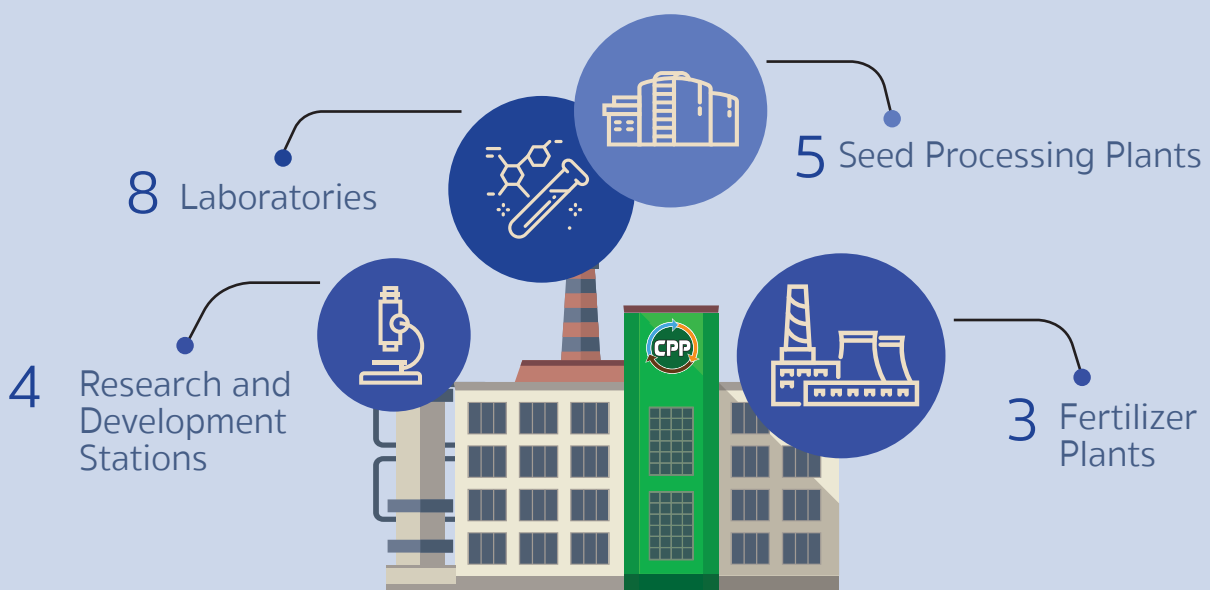 8 Laboratories
5 Seed Processing Plants
CPP
4 Research and
Development
Stations
3 Fertilizer
Plants